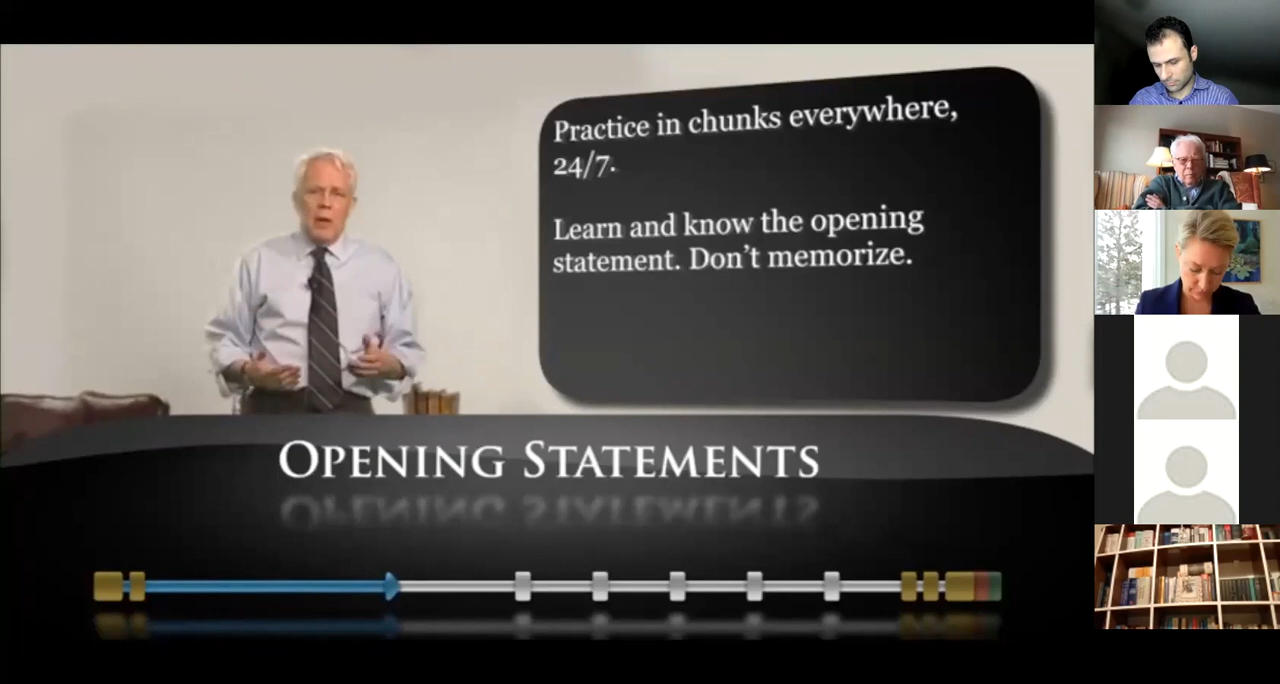 Practice in chunks everywhere,
24/7.
Learn and know the opening
statement. Don't memorize.
OPENING STATEMENTS